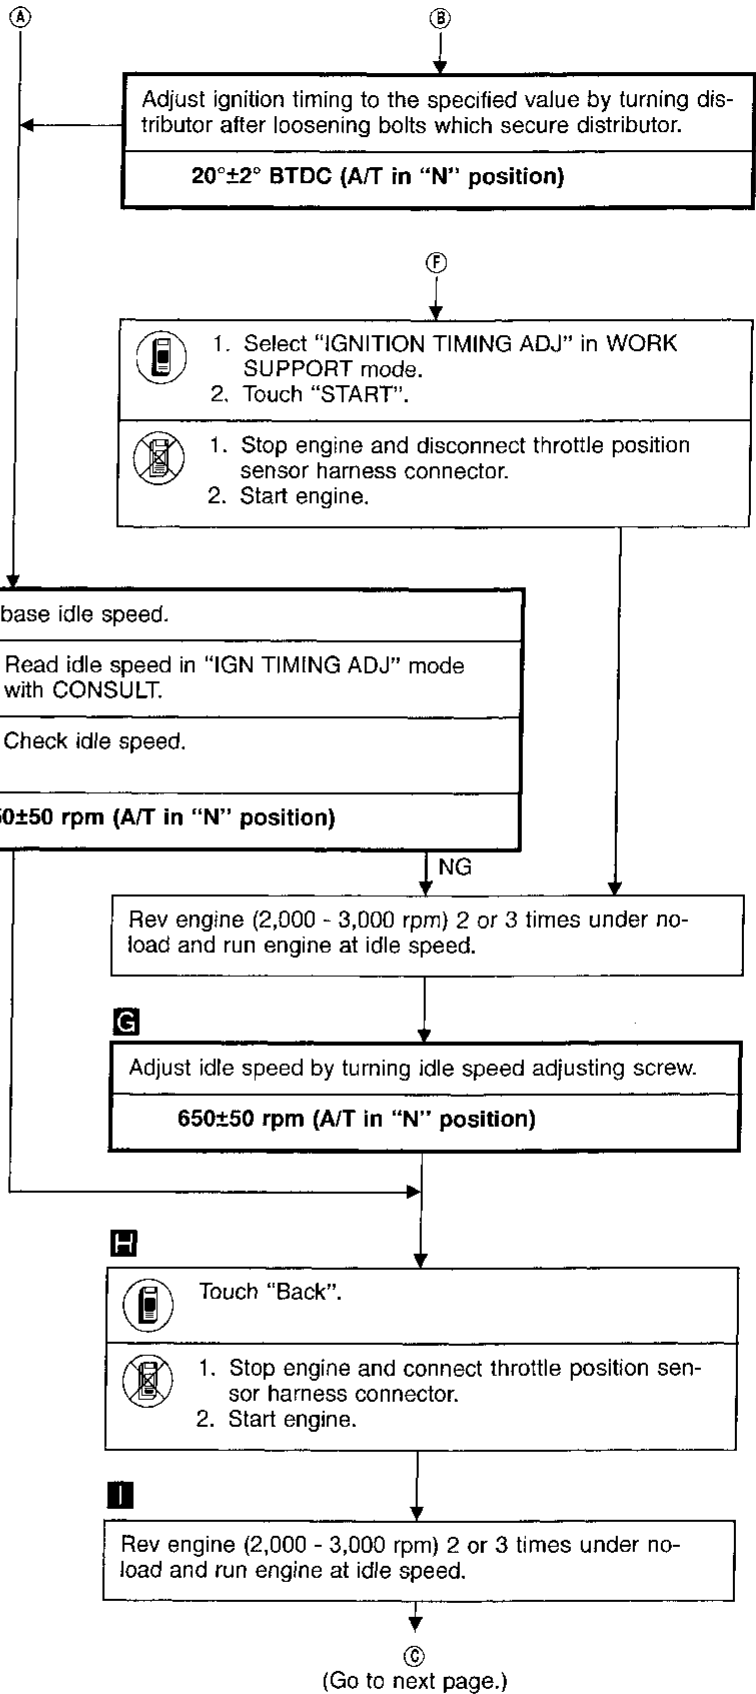 A
B
Adjust ignition timing to the specified value by turning dis-
tributor after loosening bolts which secure distributor.
20°±2° BTDC (A/T in “N” position)
F
1. Select “IGNITION TIMING ADJ” in WORK
SUPPORT mode.
2. Touch “START”.
1. Stop engine and disconnect throttle position
sensor harness connector.
2. Start engine.
base idle speed.
Read idle speed in “IGN TIMING ADJ” mode
with CONSULT.
Check idle speed.
0±50 rpm (A/T in “N” position)
NG
Rev engine (2,000 - 3,000 rpm) 2 or 3 times under no-
load and run engine at idle speed.
G
Adjust idle speed by turning idle speed adjusting screw.
650±50 rpm (A/T in “N” position)
H
Touch “Back”.
1. Stop engine and connect throttle position sen-
sor harness connector.
2. Start engine.
I
Rev engine (2,000 - 3,000 rpm) 2 or 3 times under no-
load and run engine at idle speed.
C
(Go to next page.)